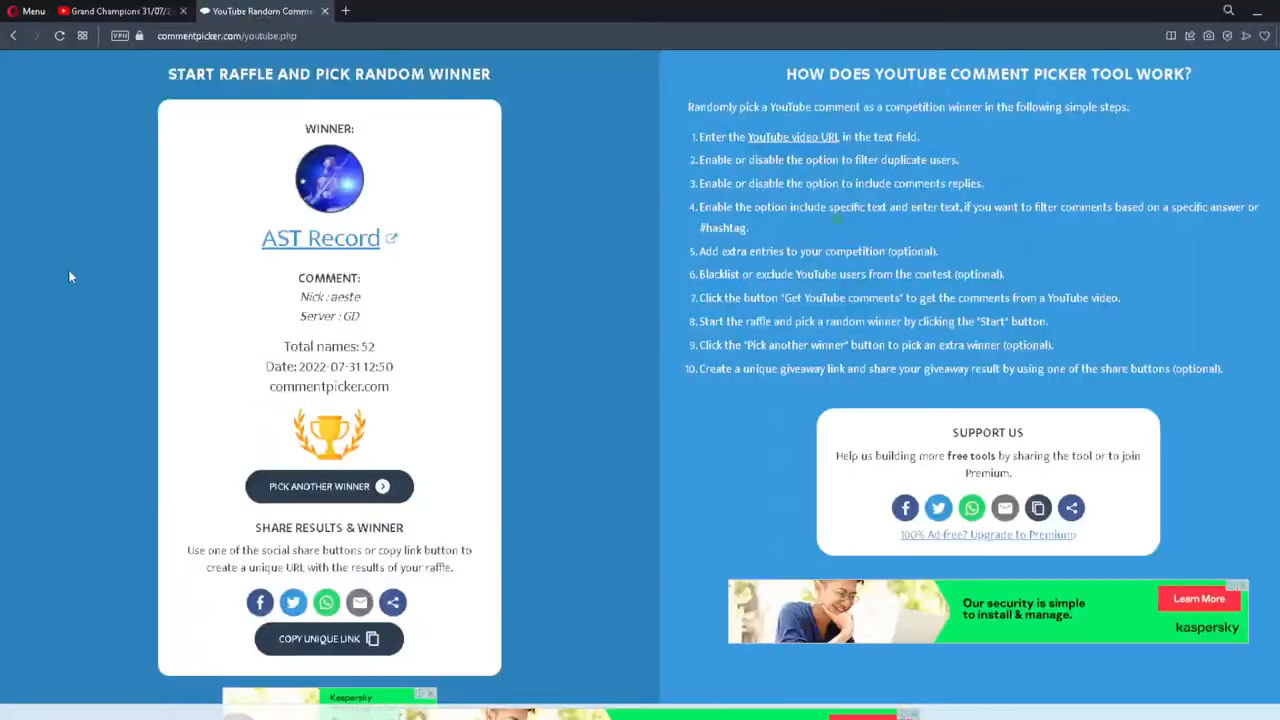 Menu
Grand Champions 31/07/2
YouTube Random Comme
VPN
commentpicker.com/youtube.php
START RAFFLE AND PICK RANDOM WINNER
WINNER:
AST Record
COMMENT:
Nick : aeste
Server : GD
Total names: 52
Date: 2022-07-31 12:50
commentpicker.com
PICK ANOTHER WINNER
SHARE RESULTS & WINNER
Use one of the social share buttons or copy link button to
create a unique URL with the results of your raffle.
COPY UNIQUE LINK
Kaspersky
HOW DOES YOUTUBE COMMENT PICKER TOOL WORK?
Randomly pick a YouTube comment as a competition winner in the following simple steps.
1. Enter the YouTube video URL in the text field.
2. Enable or disable the option to filter duplicate users.
3. Enable or disable the option to include comments replies.
4. Enable the option include specific text and enter text, if you want to filter comments based on a specific answer or
#hashtag.
5. Add extra entries to your competition (optional).
6. Blacklist or exclude YouTube users from the contest (optional).
7. Click the button "Get YouTube comments" to get the comments from a YouTube video.
8. Start the raffle and pick a random winner by clicking the "Start" button.
9. Click the "Pick another winner" button to pick an extra winner (optional).
10. Create a unique giveaway link and share your giveaway result by using one of the share buttons (optional).
SUPPORT US
Help us building more free tools by sharing the tool or to join
Premium.
100% Ad-free? Upgrade to Premium›
Our security is simple
to install & manage.
Learn More
kaspersky